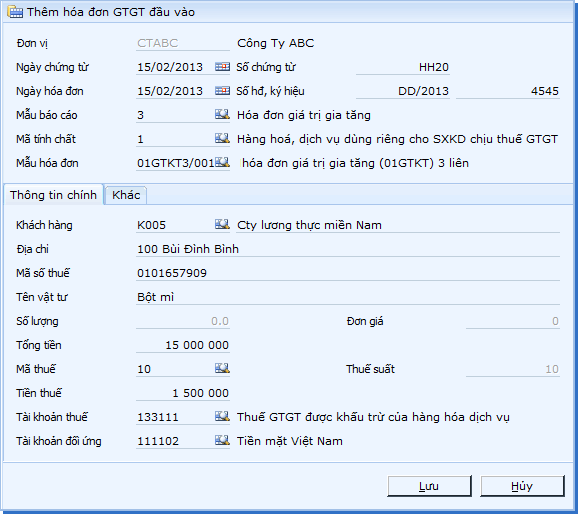 Thêm hóa đơn GTGT đầu vào
Đơn vị CTABC Công Ty ABC
Ngày chứng từ 15/02/2013 Số chứng từ HH20
Ngày hóa đơn 15/02/2013 Số hđ, ký hiệu DD/2013 4545
Mẫu báo cáo 3 Hóa đơn giá trị gia tăng
Mã tính chất 1 Hàng hoá, dịch vụ dùng riêng cho SXKD chịu thuế GTGT
Mẫu hóa đơn 01GTKT3/001 hóa đơn giá trị gia tăng (01GTKT) 3 liên
Thông tin chính Khác
Khách hàng K005 Cty lương thực miền Nam
Địa chỉ 100 Bùi Đình Bình
Mã số thuế 0101657909
Tên vật tư Bột mì
Số lượng 0.0 Đơn giá 0
Tổng tiền 15 000 000
Mã thuế 10 Thuế suất 10
Tiền thuế 1 500 000
Tài khoản thuế 133111 Thuế GTGT được khấu trừ của hàng hóa dịch vụ
Tài khoản đối ứng 111102 Tiền mặt Việt Nam
Lưu Hủy